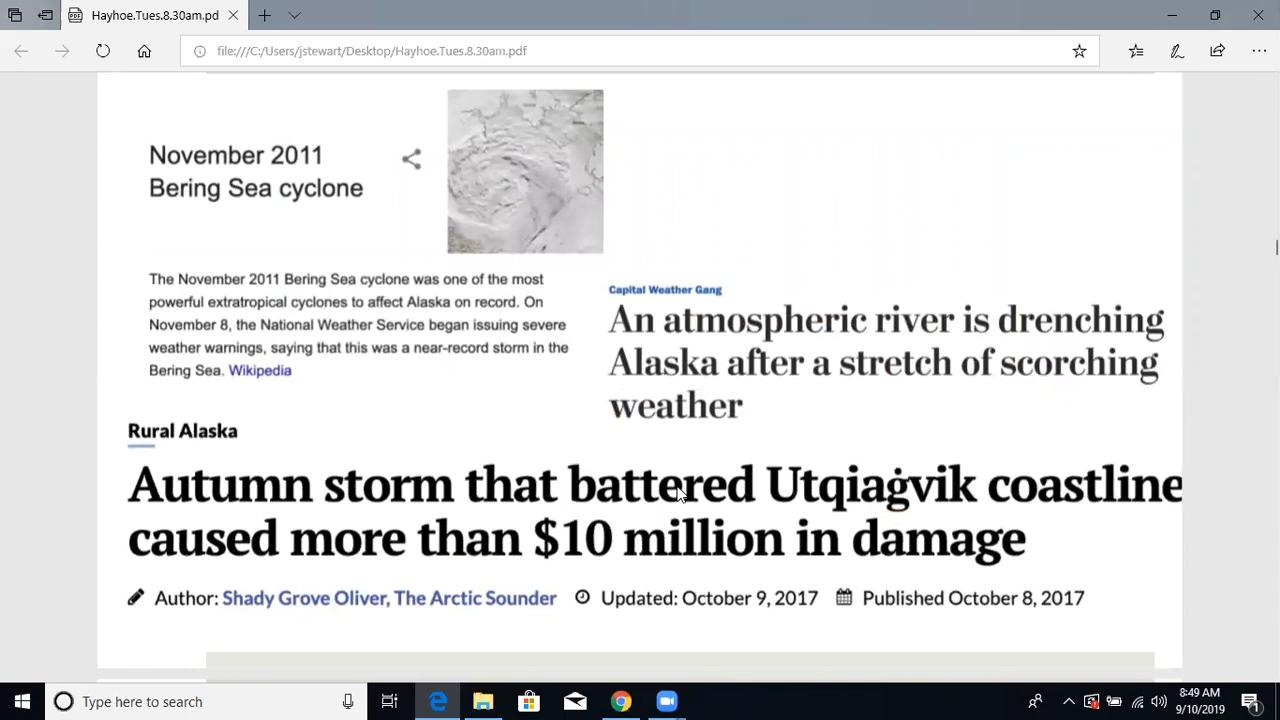 Hayhoe.Tues.8.30am.pdf
file:///C:/Users/jstewart/Desktop/Hayhoe.Tues.8.30am.pdf
November 2011
Bering Sea cyclone
The November 2011 Bering Sea cyclone was one of the most
powerful extratropical cyclones to affect Alaska on record. On
November 8, the National Weather Service began issuing severe
weather warnings, saying that this was a near-record storm in the
Bering Sea. Wikipedia
Capital Weather Gang
An atmospheric river is drenching
Alaska after a stretch of scorching
weather
Rural Alaska
Autumn storm that battered Utqiaġvik coastline
caused more than $10 million in damage
Author: Shady Grove Oliver, The Arctic Sounder Updated: October 9, 2017 Published October 8, 2017
Type here to search
8:49 AM
9/10/2019
1